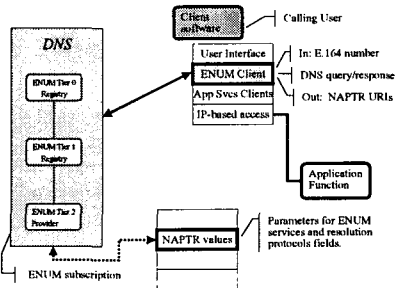 DNS
ENUM Tier 0
Registry
ENUM Tier 1
Registry
ENUM Tier 2
Provider
ENUM subscription
Client
software
Calling User
User Interface
ENUM Client
App Svcs Clients
IP-based access
In: E.164 number
DNS query/response
Out: NAPTR URIs
Application
Function
NAPTR values
Parameters for ENUM
services and resolution
protocols fields.